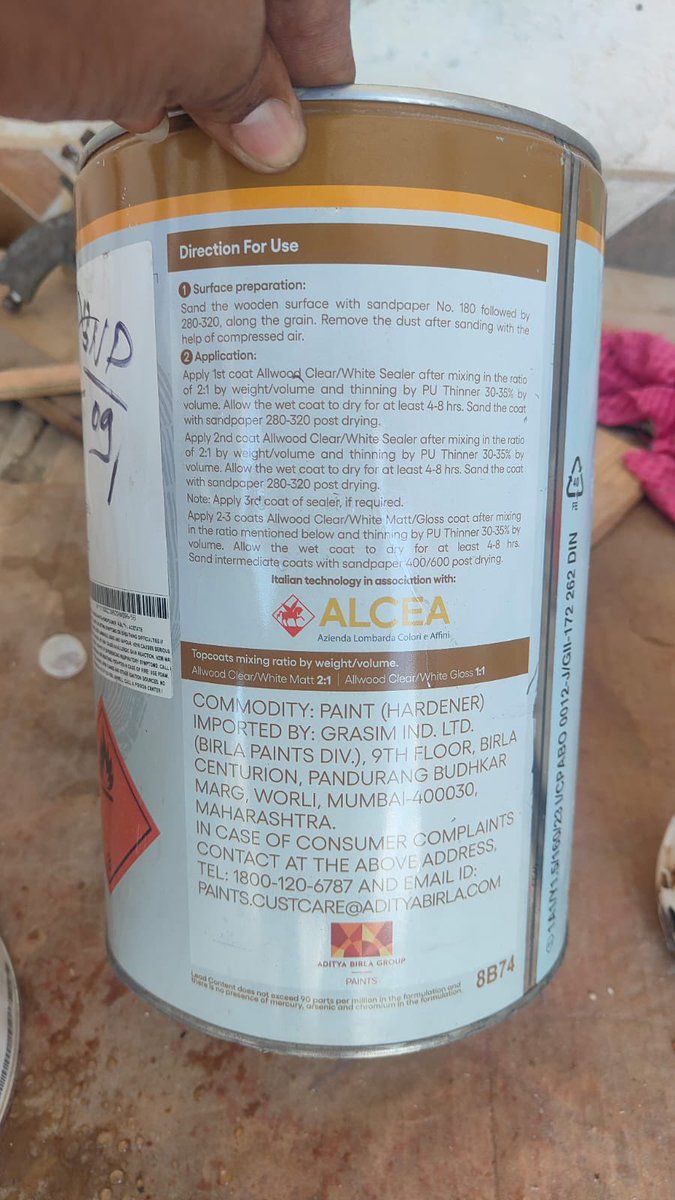 Direction For Use
1 Surface preparation:
Sand the wooden surface with sandpaper No. 180 followed by
280-320, along the grain. Remove the dust after sanding with the
help of compressed air.
2 Application:
Apply 1st coat Allwood Clear/White Sealer after mixing in the ratio
of 2:1 by weight/volume and thinning by PU Thinner 30-35% by
volume. Allow the wet coat to dry for at least 4-8 hrs. Sand the coat
with sandpaper 280-320 post drying.
Apply 2nd coat Allwood Clear/White Sealer after mixing in the ratio
of 2:1 by weight/volume and thinning by PU Thinner 30-35% by
volume. Allow the wet coat to dry for at least 4-8 hrs. Sand the coat
with sandpaper 280-320 post drying.
Note: Apply 3rd coat of sealer, if required.
Apply 2-3 coats Allwood Clear/White Matt/Gloss coat after mixing
in the ratio mentioned below and thinning by PU Thinner 30-35% by
volume. Allow the wet coat to dry for at least 4-8 hrs.
Sand intermediate coats with sandpaper 400/600 post drying.
Italian technology in association with:
ALCEA
Azienda Lombarda Colori e Affini
Topcoats mixing ratio by weight/volume.
Allwood Clear/White Matt 2:1 | Allwood Clear/White Gloss 1:1
COMMODITY: PAINT (HARDENER)
IMPORTED BY: GRASIM IND. LTD.
(BIRLA PAINTS DIV.), 9TH FLOOR, BIRLA
CENTURION, PANDURANG BUDHKAR
MARG, WORLI, MUMBAI-400030,
MAHARASHTRA.
IN CASE OF CONSUMER COMPLAINTS
CONTACT AT THE ABOVE ADDRESS,
TEL: 1800-120-6787 AND EMAIL ID:
PAINTS.CUSTCARE@ADITYABIRLA.COM
ADITYA BIRLA GROUP
PAINTS
8B74
Lead Content does not exceed 90 parts per million in the formulation and
there is no presence of mercury, arsenic and chromium in the formulation.
09
40
FE
1A1/Y1.5/160/23 I/CP ABO 0012-J/GII-172 262 DIN